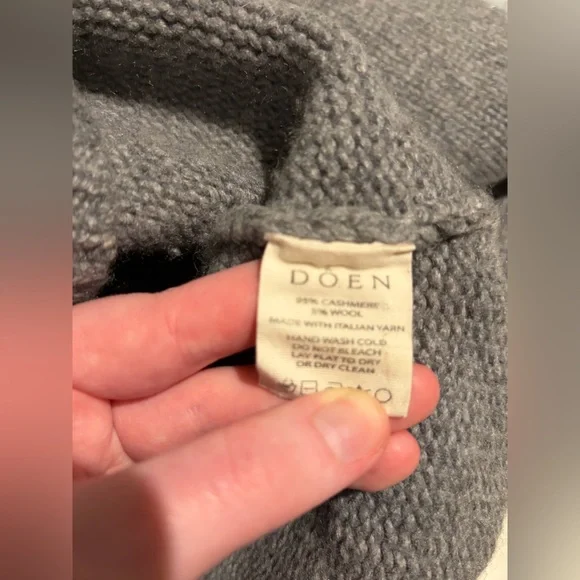 DÔEN
95% CASHMERE
5% WOOL
MADE WITH ITALIAN YARN
HAND WASH COLD
DO NOT BLEACH
LAY FLAT TO DRY
OR DRY CLEAN